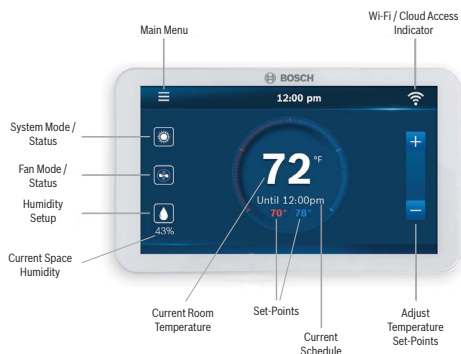 Main Menu
Wi-Fi / Cloud Access
Indicator
BOSCH
12:00 pm
System Mode /
Status
Fan Mode /
Status
Humidity
Setup
43%
Current Space
Humidity
+
72°F
Until 12:00pm
70° 78°
−
Current Room
Temperature
Set-Points
Current
Schedule
Adjust
Temperature
Set-Points